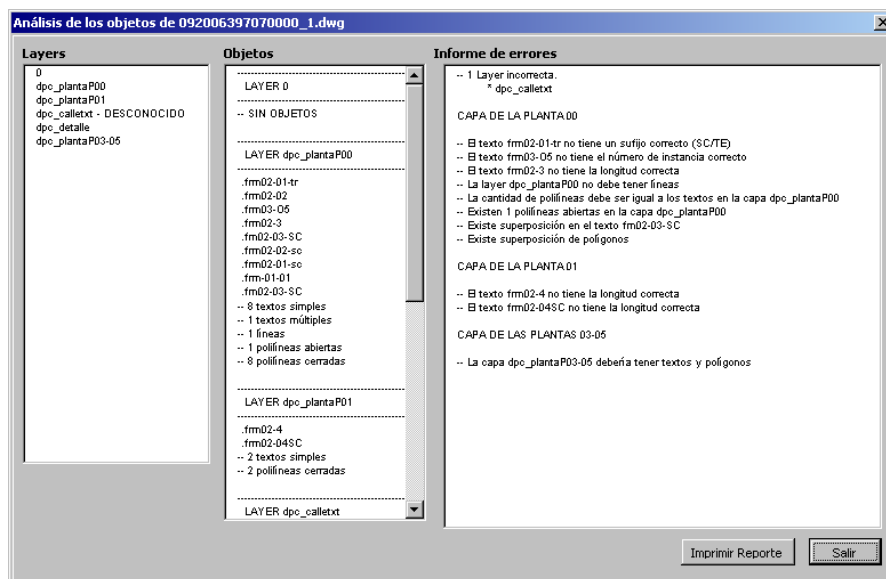 Análisis de los objetos de 092006397070000_1.dwg
Layers
0
dpc_plantaP00
dpc_plantaP01
dpc_calletxt - DESCONOCIDO
dpc_detalle
dpc_plantaP03-05
Objetos
LAYER 0
-- SIN OBJETOS
LAYER dpc_plantaP00
.frm02-01-tr
.frm02-02
.frm03-O5
.frm02-3
.frm02-03-SC
.frm02-02-sc
.frm02-01-sc
.frm-01-01
.frm02-03-SC
-- 8 textos simples
-- 1 textos múltiples
-- 1 líneas
-- 1 polilíneas abiertas
-- 8 polilíneas cerradas
LAYER dpc_plantaP01
.frm02-4
.frm02-04SC
-- 2 textos simples
-- 2 polilíneas cerradas
LAYER dpc_calletxt
Informe de errores
-- 1 Layer incorrecta.
* dpc_calletxt
CAPA DE LA PLANTA 00
-- El texto frm02-01-tr no tiene un sufijo correcto (SC/TE)
-- El texto frm03-O5 no tiene el número de instancia correcto
-- El texto frm02-3 no tiene la longitud correcta
-- La layer dpc_plantaP00 no debe tener líneas
-- La cantidad de polilíneas debe ser igual a los textos en la capa dpc_plantaP00
-- Existen 1 polilíneas abiertas en la capa dpc_plantaP00
-- Existe superposición en el texto frm02-03-SC
-- Existe superposición de polígonos
CAPA DE LA PLANTA 01
-- El texto frm02-4 no tiene la longitud correcta
-- El texto frm02-04SC no tiene la longitud correcta
CAPA DE LAS PLANTAS 03-05
-- La capa dpc_plantaP03-05 debería tener textos y polígonos
Imprimir Reporte
Salir